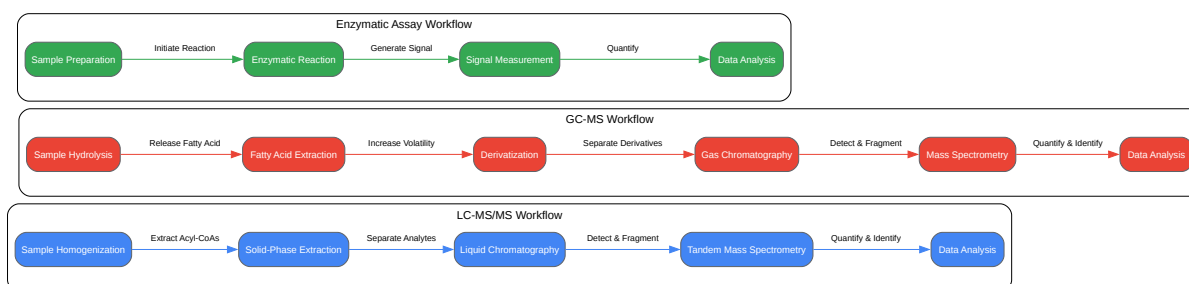 Enzymatic Assay Workflow
Sample Preparation
Initiate Reaction
Enzymatic Reaction
Generate Signal
Signal Measurement
Quantify
Data Analysis
GC-MS Workflow
Sample Hydrolysis
Release Fatty Acid
Fatty Acid Extraction
Increase Volatility
Derivatization
Separate Derivatives
Gas Chromatography
Detect & Fragment
Mass Spectrometry
Quantify & Identify
Data Analysis
LC-MS/MS Workflow
Sample Homogenization
Extract Acyl-CoAs
Solid-Phase Extraction
Separate Analytes
Liquid Chromatography
Detect & Fragment
Tandem Mass Spectrometry
Quantify & Identify
Data Analysis